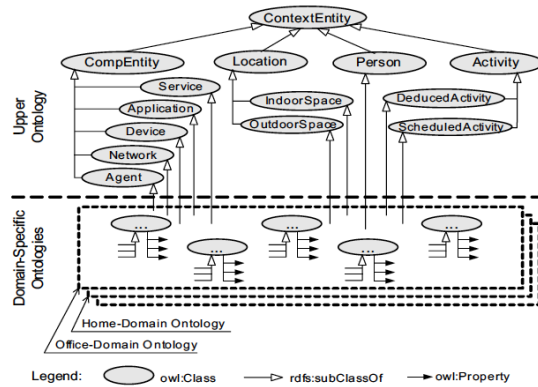 ContextEntity
CompEntity
Location
Person
Activity
Service
Application
Device
Network
Agent
IndoorSpace
OutdoorSpace
DeducedActivity
ScheduledActivity
Upper
Ontology
Domain-Specific
Ontologies
...
...
...
...
...
Home-Domain Ontology
Office-Domain Ontology
Legend: owl:Class rdfs:subClassOf owl:Property